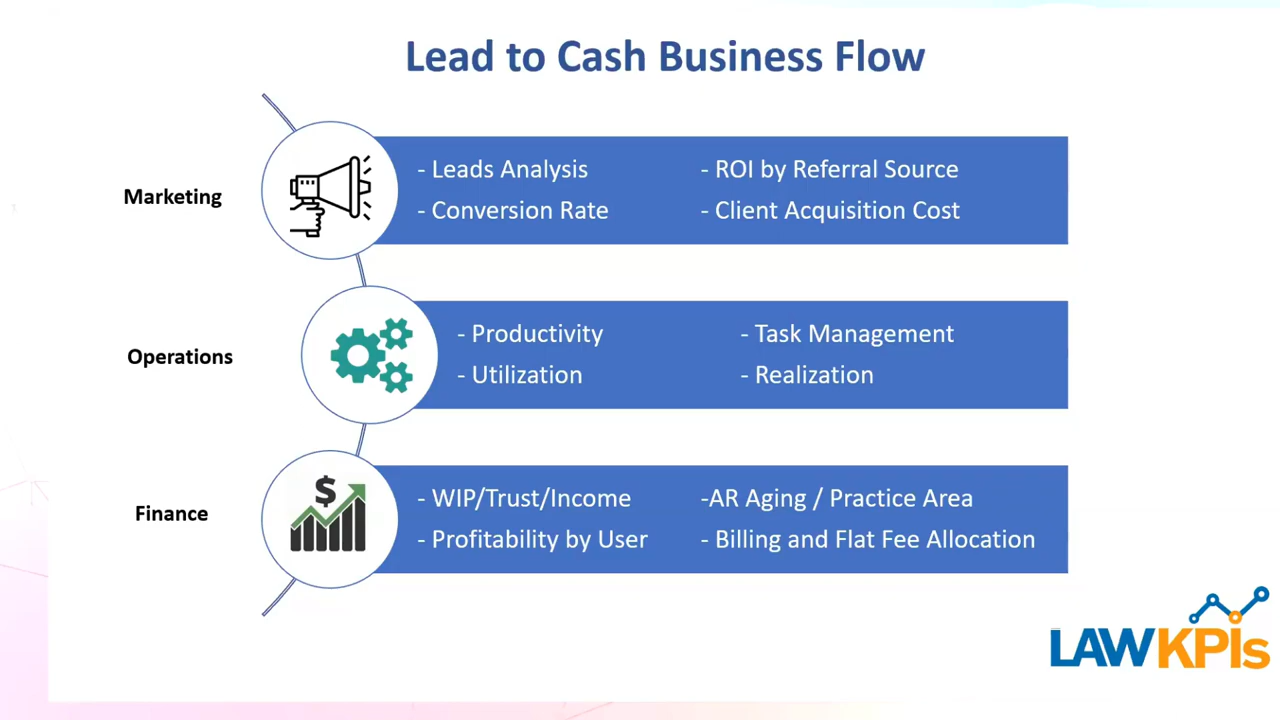 Lead to Cash Business Flow
Marketing
- Leads Analysis
- ROI by Referral Source
- Conversion Rate
- Client Acquisition Cost
Operations
- Productivity
- Task Management
- Utilization
- Realization
Finance
$
- WIP/Trust/Income
-AR Aging / Practice Area
- Profitability by User
- Billing and Flat Fee Allocation
LAWKPIs